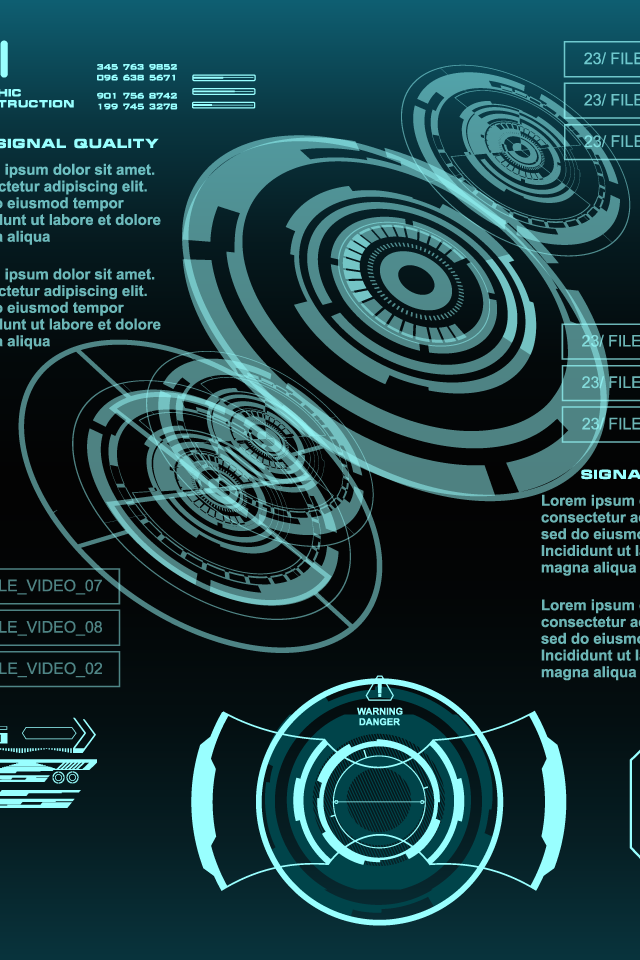 HIC
TRUCTION
345 763 9852
096 638 5671
901 756 8742
199 745 3278
SIGNAL QUALITY
ipsum dolor sit amet.
ctetur adipiscing elit.
o eiusmod tempor
dunt ut labore et dolore
a aliqua
ipsum dolor sit amet.
ctetur adipiscing elit.
o eiusmod tempor
dunt ut labore et dolore
a aliqua
23/ FILE
23/ FILE
23/ FILE
23/ FILE
23/ FILE
23/ FILE
SIGNA
Lorem ipsum
consectetur a
sed do eiusmo
Incididunt ut l
magna aliqua
Lorem ipsum
consectetur a
sed do eiusmo
Incididunt ut l
magna aliqua
LE_VIDEO_07
LE_VIDEO_08
LE_VIDEO_02
!
WARNING
DANGER